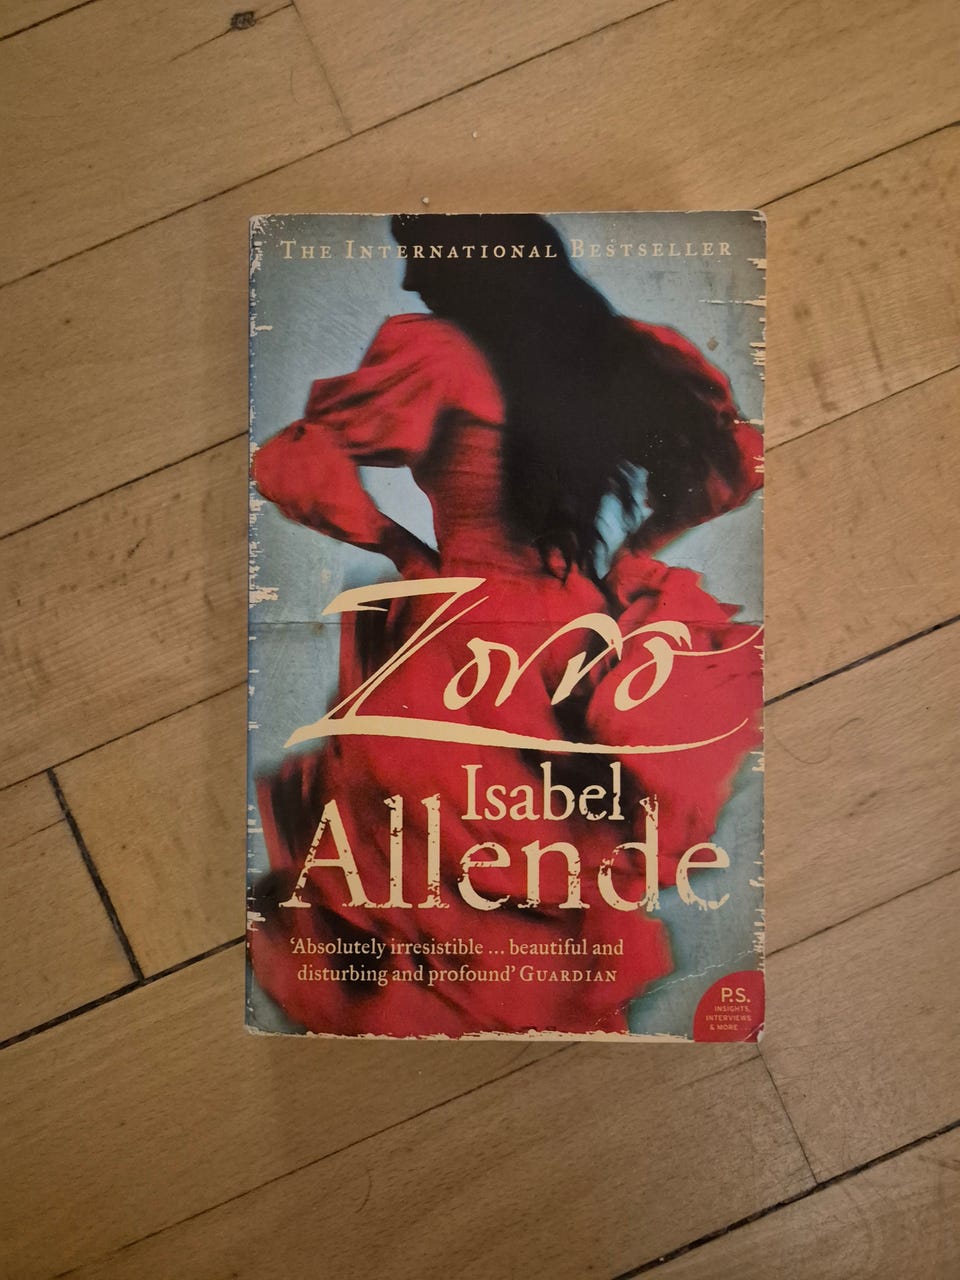 THE INTERNATIONAL BESTSELLER
Zorro
Isabel
Allende
‘Absolutely irresistible ... beautiful and
disturbing and profound’ GUARDIAN
P.S.
INSIGHTS,
INTERVIEWS
& MORE...